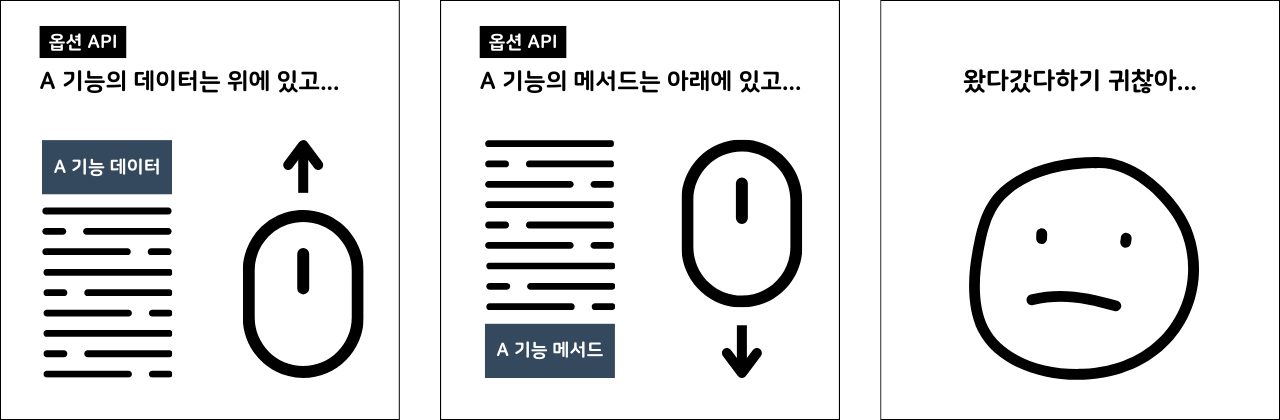 옵션 API
A 기능의 데이터는 위에 있고...
A 기능 데이터
옵션 API
A 기능의 메서드는 아래에 있고...
A 기능 메서드
왔다갔다하기 귀찮아...